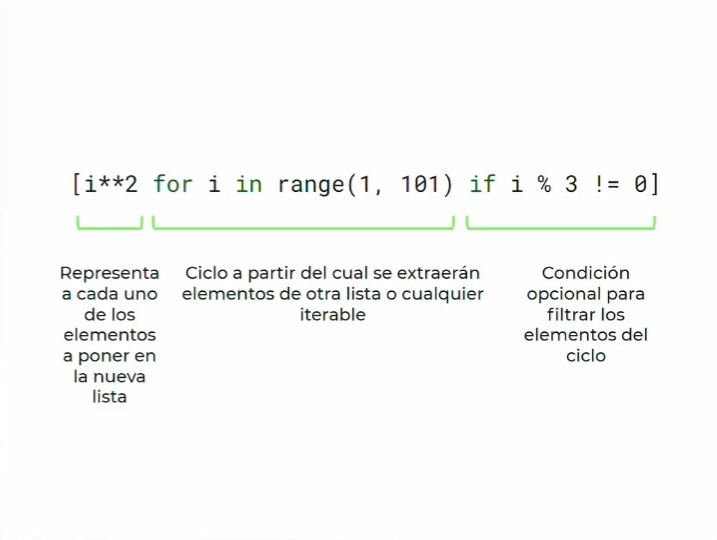 [i**2 for i in range(1, 101) if i % 3 != 0]
Representa
a cada uno
de los
elementos
a poner en
la nueva
lista
Ciclo a partir del cual se extraerán
elementos de otra lista o cualquier
iterable
Condición
opcional para
filtrar los
elementos del
ciclo